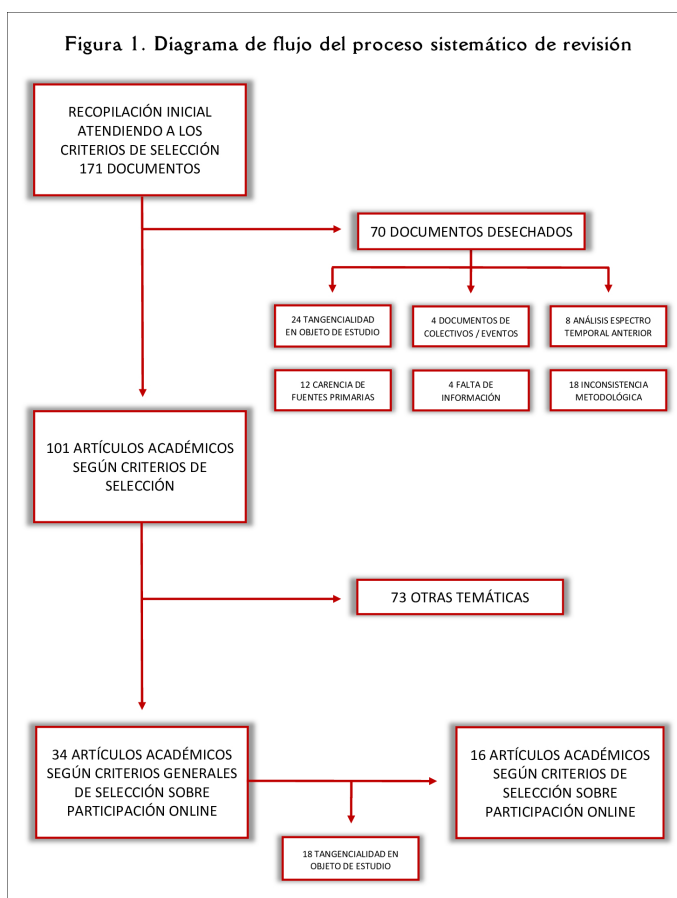 Figura 1. Diagrama de flujo del proceso sistemático de revisión
RECOPILACIÓN INICIAL
ATENDIENDO A LOS
CRITERIOS DE SELECCIÓN
171 DOCUMENTOS
70 DOCUMENTOS DESECHADOS
24 TANGENCIALIDAD
EN OBJETO DE ESTUDIO
4 DOCUMENTOS DE
COLECTIVOS / EVENTOS
8 ANÁLISIS ESPECTRO
TEMPORAL ANTERIOR
12 CARENCIA DE
FUENTES PRIMARIAS
4 FALTA DE
INFORMACIÓN
18 INCONSISTENCIA
METODOLÓGICA
101 ARTÍCULOS ACADÉMICOS
SEGÚN CRITERIOS DE
SELECCIÓN
73 OTRAS TEMÁTICAS
34 ARTÍCULOS ACADÉMICOS
SEGÚN CRITERIOS GENERALES
DE SELECCIÓN SOBRE
PARTICIPACIÓN ONLINE
16 ARTÍCULOS ACADÉMICOS
SEGÚN CRITERIOS DE
SELECCIÓN SOBRE
PARTICIPACIÓN ONLINE
18 TANGENCIALIDAD EN
OBJETO DE ESTUDIO